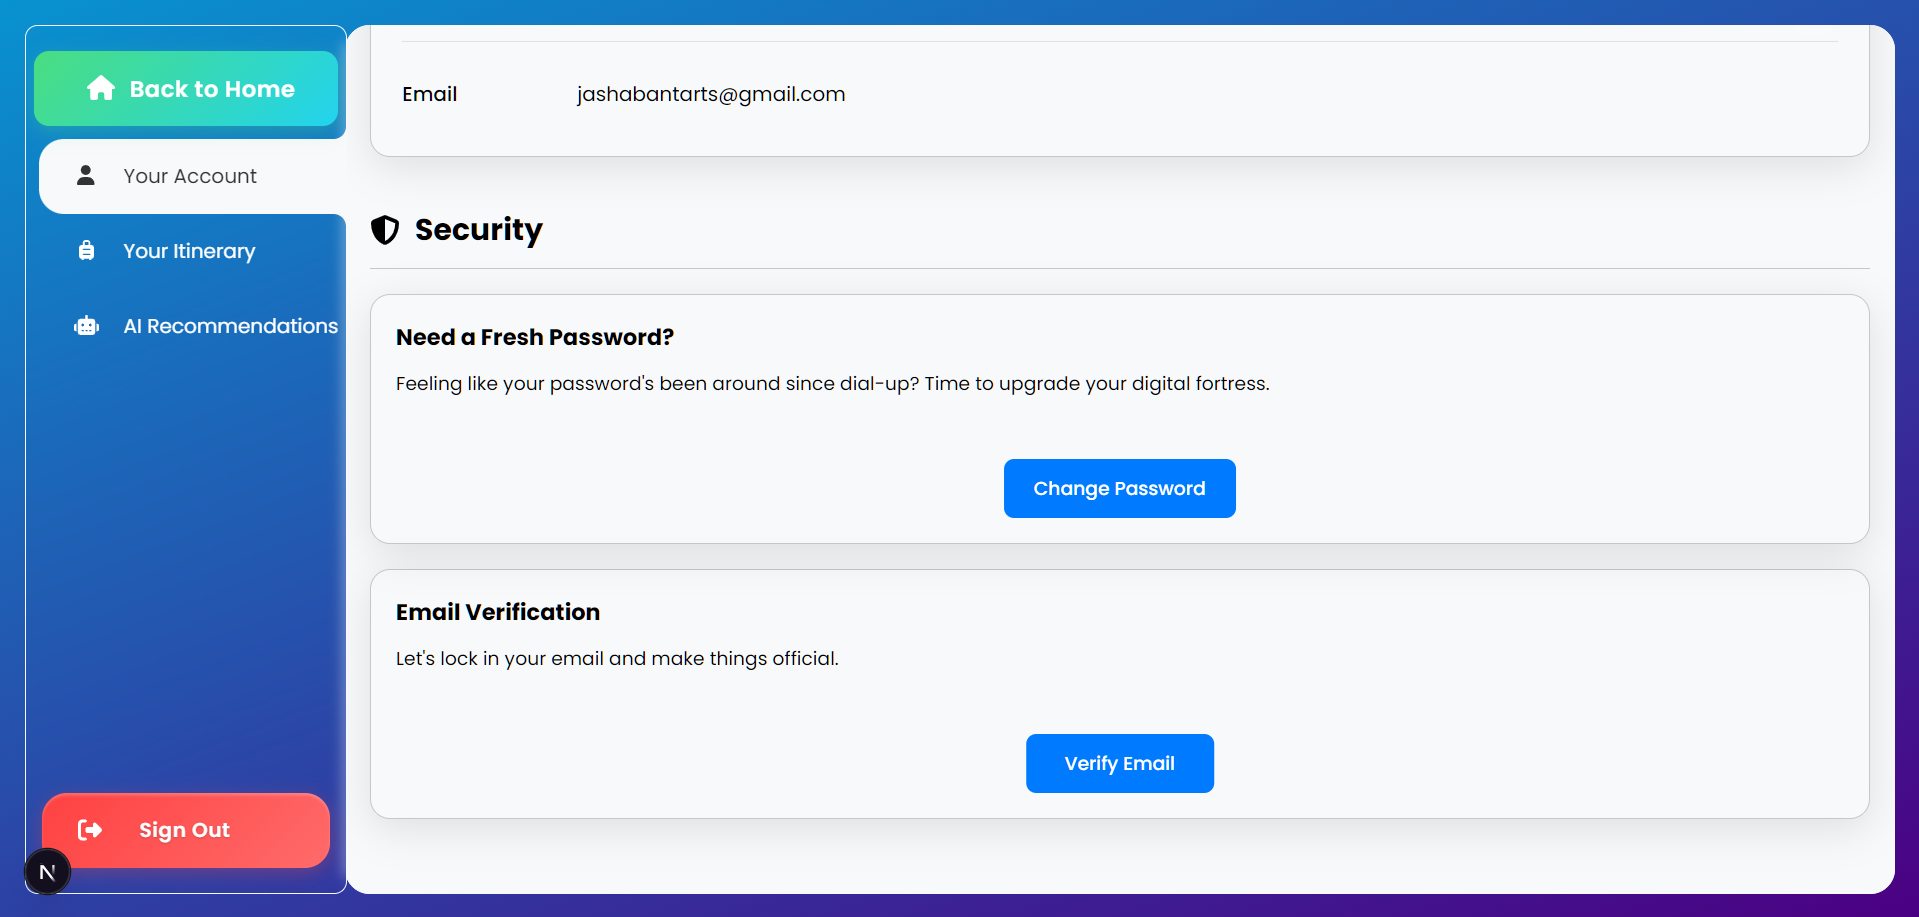 Back to Home
Your Account
Your Itinerary
AI Recommendations
Sign Out
N
Email jashabantarts@gmail.com
Security
Need a Fresh Password?
Feeling like your password's been around since dial-up? Time to upgrade your digital fortress.
Change Password
Email Verification
Let's lock in your email and make things official.
Verify Email